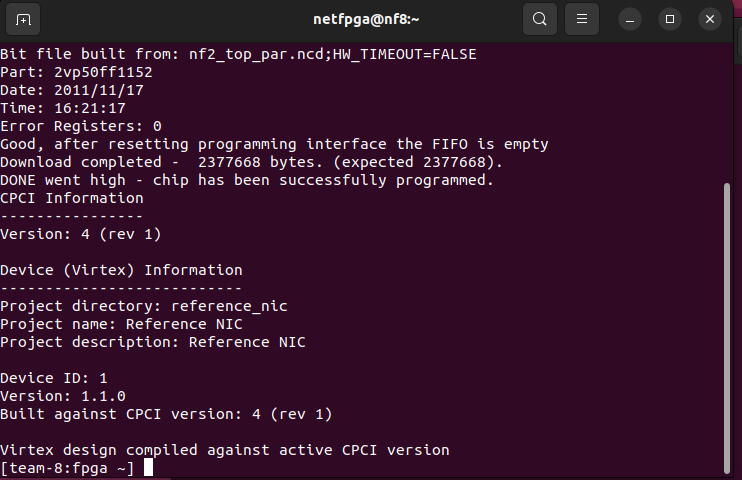 netfpga@nf8:~
Bit file built from: nf2_top_par.ncd;HW_TIMEOUT=FALSE
Part: 2vp50ff1152
Date: 2011/11/17
Time: 16:21:17
Error Registers: 0
Good, after resetting programming interface the FIFO is empty
Download completed -  2377668 bytes. (expected 2377668).
DONE went high - chip has been successfully programmed.
CPCI Information
----------------
Version: 4 (rev 1)

Device (Virtex) Information
---------------------------
Project directory: reference_nic
Project name: Reference NIC
Project description: Reference NIC

Device ID: 1
Version: 1.1.0
Built against CPCI version: 4 (rev 1)

Virtex design compiled against active CPCI version
[team-8:fpga ~]